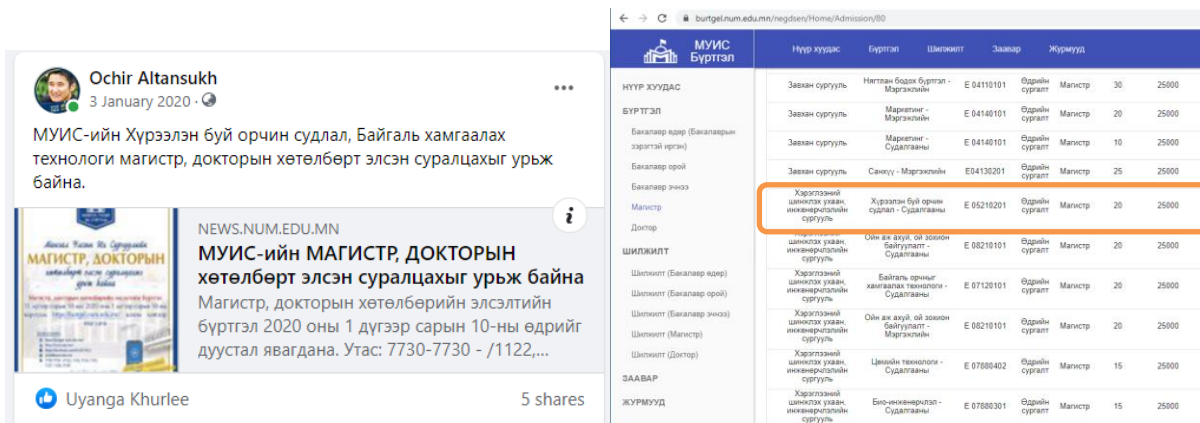 Ochir Altansukh
3 January 2020 ·
МУИС-ийн Хүрээлэн буй орчин судлал, Байгаль хамгаалах
технологи магистр, докторын хөтөлбөрт элсэн суралцахыг урьж
байна.
МАГИСТР, ДОКТОРЫН
NEWS.NUM.EDU.MN
МУИС-ийн МАГИСТР, ДОКТОРЫН
хөтөлбөрт элсэн суралцахыг урьж байна
Магистр, докторын хөтөлбөрийн элсэлтийн
бүртгэл 2020 оны 1 дүгээр сарын 10-ны өдрийг
дуустал явагдана. Утас: 7730-7730 - /1122,...
Uyanga Khurlee
5 shares
burtgel.num.edu.mn/negdsen/Home/Admission/80
МУИС
Бүртгэл
Нүүр хуудас Бүртгэл Шилжилт Заавар Журмууд
НҮҮР ХУУДАС
БҮРТГЭЛ
Бакалавр өдөр (Бакалаврын
зэрэгтэй иргэн)
Бакалавр орой
Бакалавр эчнээ
Магистр
Доктор
ШИЛЖИЛТ
Шилжилт (Бакалавр өдөр)
Шилжилт (Бакалавр орой)
Шилжилт (Бакалавр эчнээ)
Шилжилт (Магистр)
Шилжилт (Доктор)
ЗААВАР
ЖУРМУУД
Завхан сургууль Нягтлан бодох бүртгэл - Мэргэжлийн E 04110101 Өдрийн сургалт Магистр 30 25000
Завхан сургууль Маркетинг - Мэргэжлийн E 04140101 Өдрийн сургалт Магистр 20 25000
Завхан сургууль Маркетинг - Судалгааны E 04140101 Өдрийн сургалт Магистр 10 25000
Завхан сургууль Санхүү - Мэргэжлийн E04130201 Өдрийн сургалт Магистр 25 25000
Хэрэглээний шинжлэх ухаан, инженерчлэлийн сургууль Хүрээлэн буй орчин судлал - Судалгааны E 05210201 Өдрийн сургалт Магистр 20 25000
Хэрэглээний шинжлэх ухаан, инженерчлэлийн сургууль Ойн аж ахуй, ой зохион байгуулалт - Судалгааны E 08210101 Өдрийн сургалт Магистр 20 25000
Хэрэглээний шинжлэх ухаан, инженерчлэлийн сургууль Байгаль орчныг хамгаалах технологи - Судалгааны E 07120101 Өдрийн сургалт Магистр 20 25000
Хэрэглээний шинжлэх ухаан, инженерчлэлийн сургууль Ойн аж ахуй, ой зохион байгуулалт - Мэргэжлийн E 08210101 Өдрийн сургалт Магистр 20 25000
Хэрэглээний шинжлэх ухаан, инженерчлэлийн сургууль Цөмийн технологи - Судалгааны E 07880402 Өдрийн сургалт Магистр 15 25000
Хэрэглээний шинжлэх ухаан, инженерчлэлийн сургууль Био-инженерчлэл - Судалгааны E 07880301 Өдрийн сургалт Магистр 15 25000